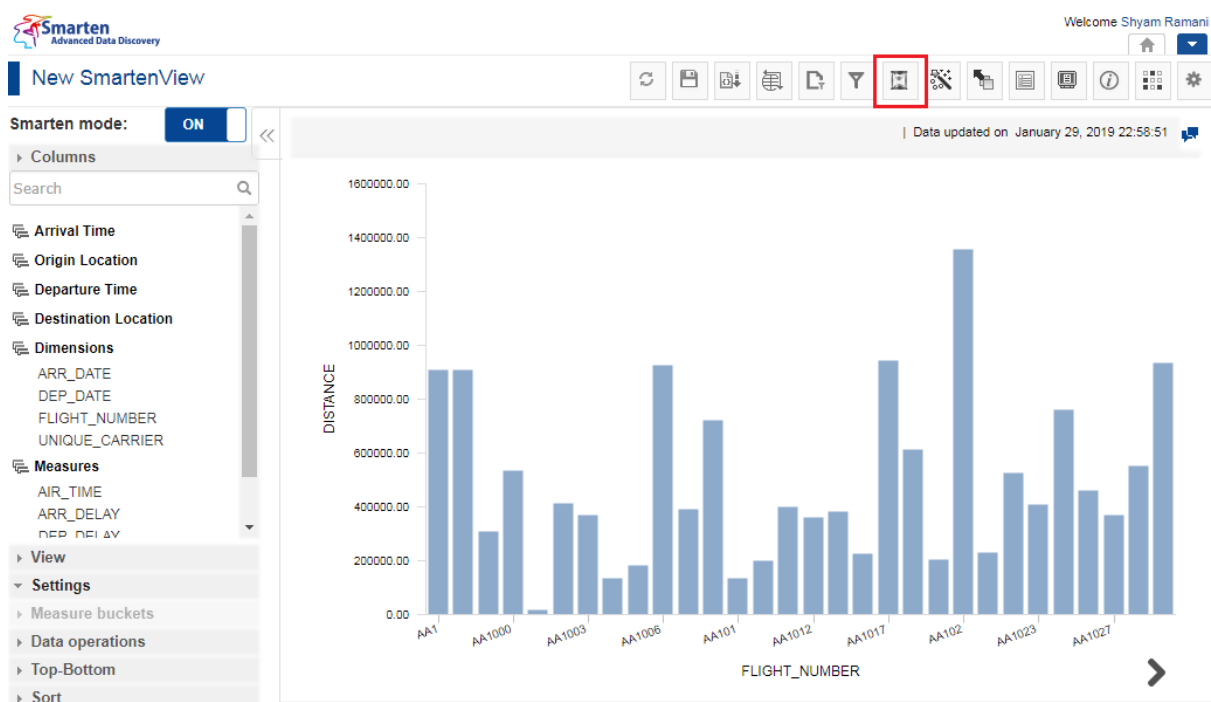 Smarten
Advanced Data Discovery
Welcome Shyam Ramani
New SmartenView
Smarten mode: ON
| Data updated on January 29, 2019 22:58:51
Columns
Search
Arrival Time
Origin Location
Departure Time
Destination Location
Dimensions
ARR_DATE
DEP_DATE
FLIGHT_NUMBER
UNIQUE_CARRIER
Measures
AIR_TIME
ARR_DELAY
DEP_DELAY
View
Settings
Measure buckets
Data operations
Top-Bottom
Sort
1600000.00
1400000.00
1200000.00
1000000.00
800000.00
600000.00
400000.00
200000.00
0.00
DISTANCE
AA1 AA1000 AA1003 AA1006 AA101 AA1012 AA1017 AA102 AA1023 AA1027
FLIGHT_NUMBER